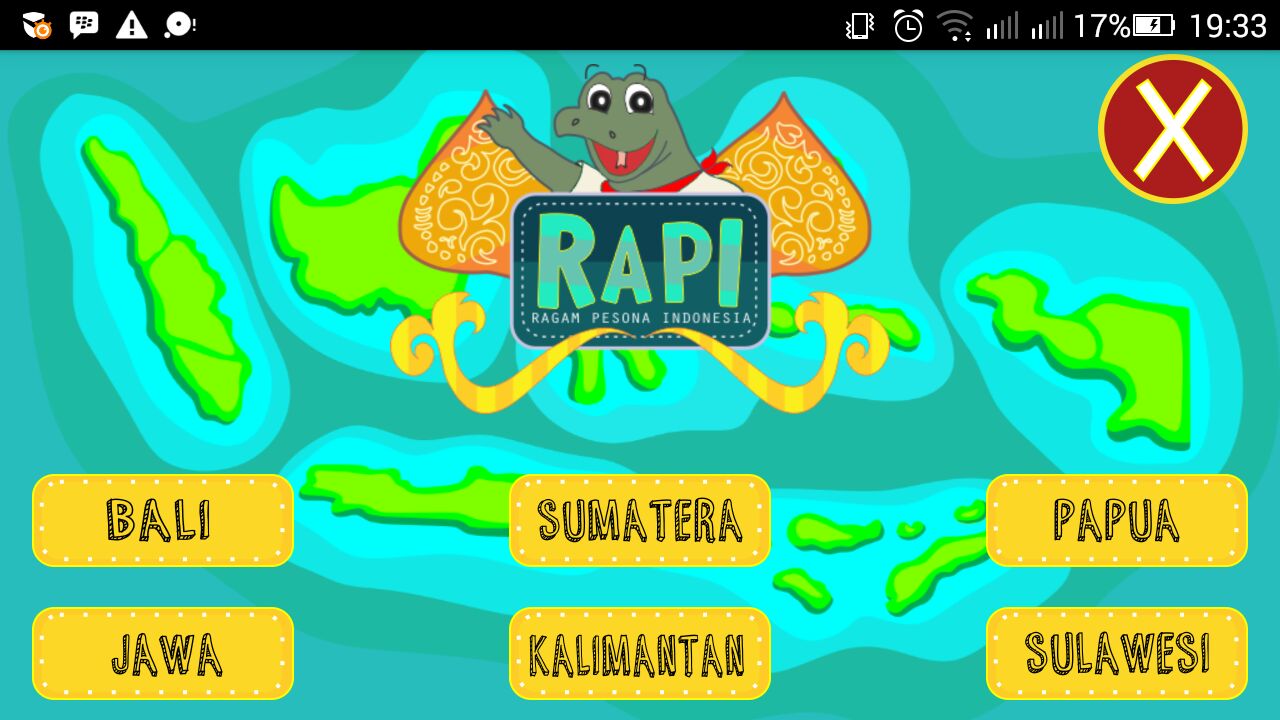 17% 19:33
X
RAPI
RAGAM PESONA INDONESIA
BALI SUMATERA PAPUA
JAWA KALIMANTAN SULAWESI